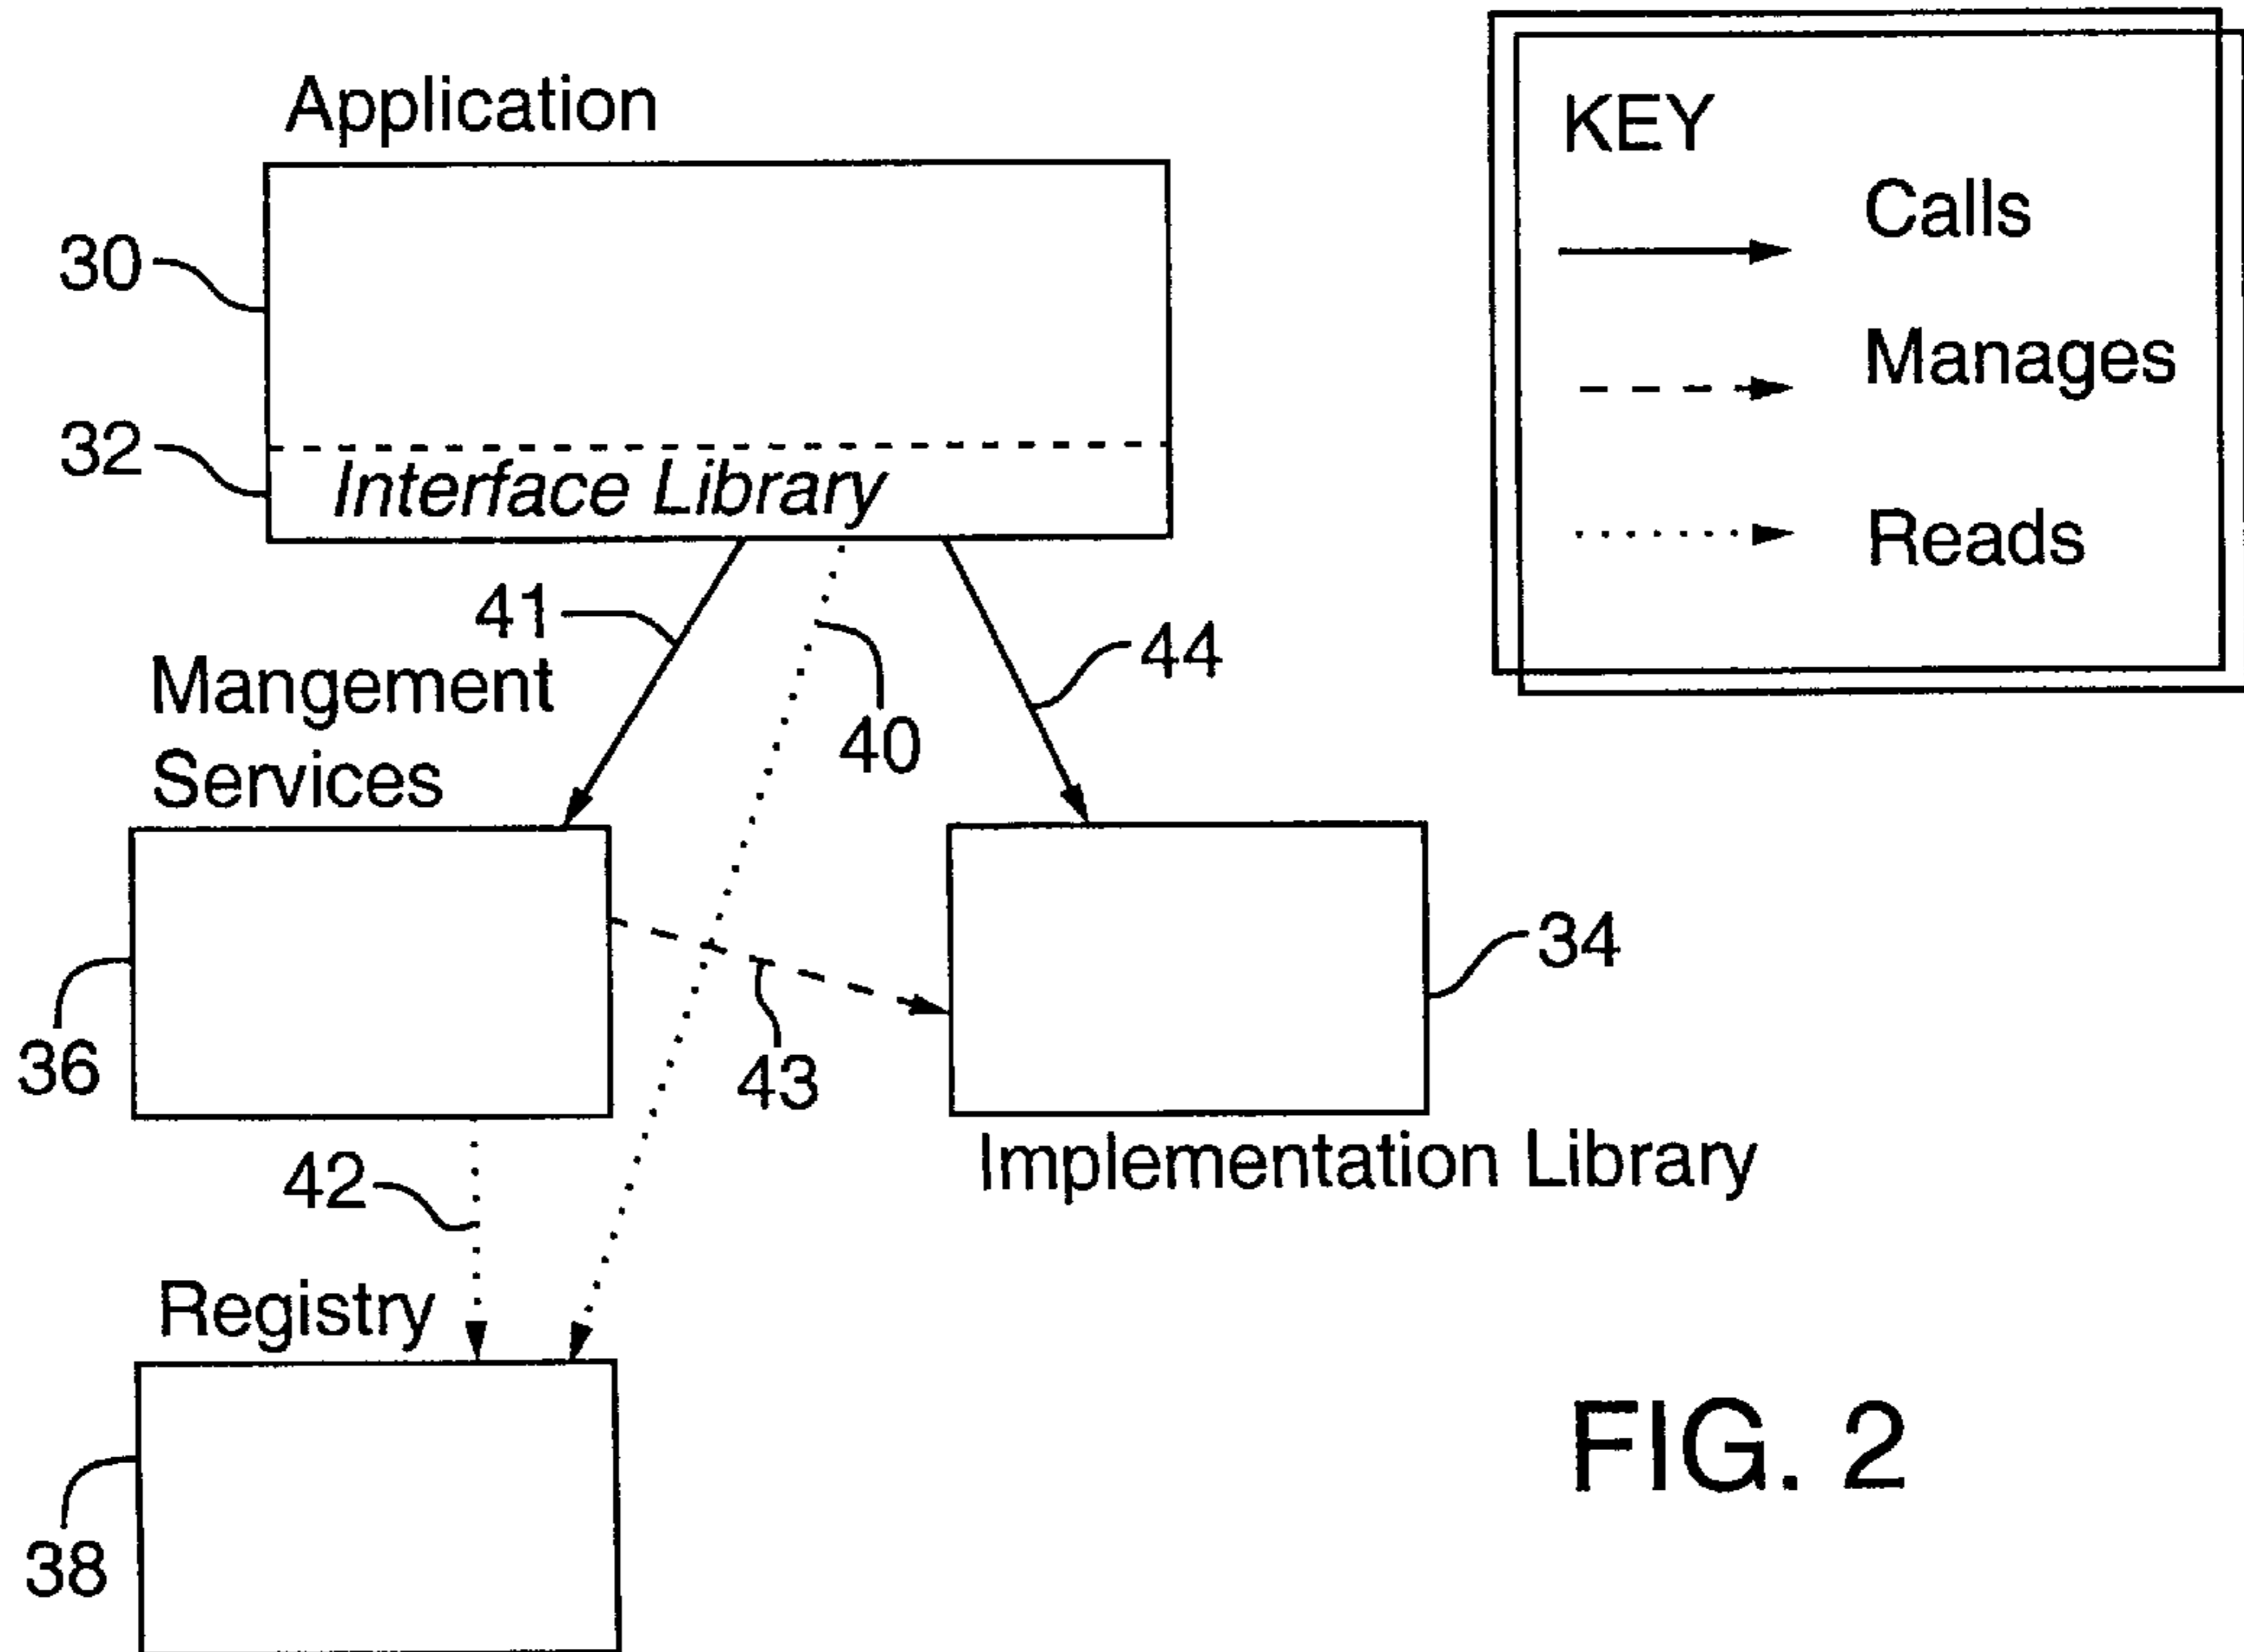 Application
KEY
Calls
Manages
Reads
30
32
Interface Library
41
40
44
Mangement
Services
36
43
34
Implementation Library
42
Registry
38
FIG. 2